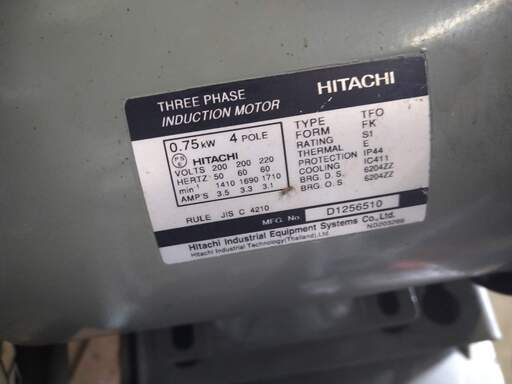 THREE PHASE
INDUCTION MOTOR
HITACHI
0.75 kW 4 POLE
PS E HITACHI
VOLTS 200 200 220
HERTZ 50 60 60
min⁻¹ 1410 1690 1710
AMP'S 3.5 3.3 3.1
TYPE TFO
FORM FK
RATING S1
THERMAL E
PROTECTION IP44
COOLING IC411
BRG. D.S. 6204ZZ
BRG. O.S 6204ZZ
RULE JIS C 4210
MFG. No. D1256510
Hitachi Industrial Equipment Systems Co.,Ltd.
Hitachi Industrial Technology(Thailand),Ltd. ND203266